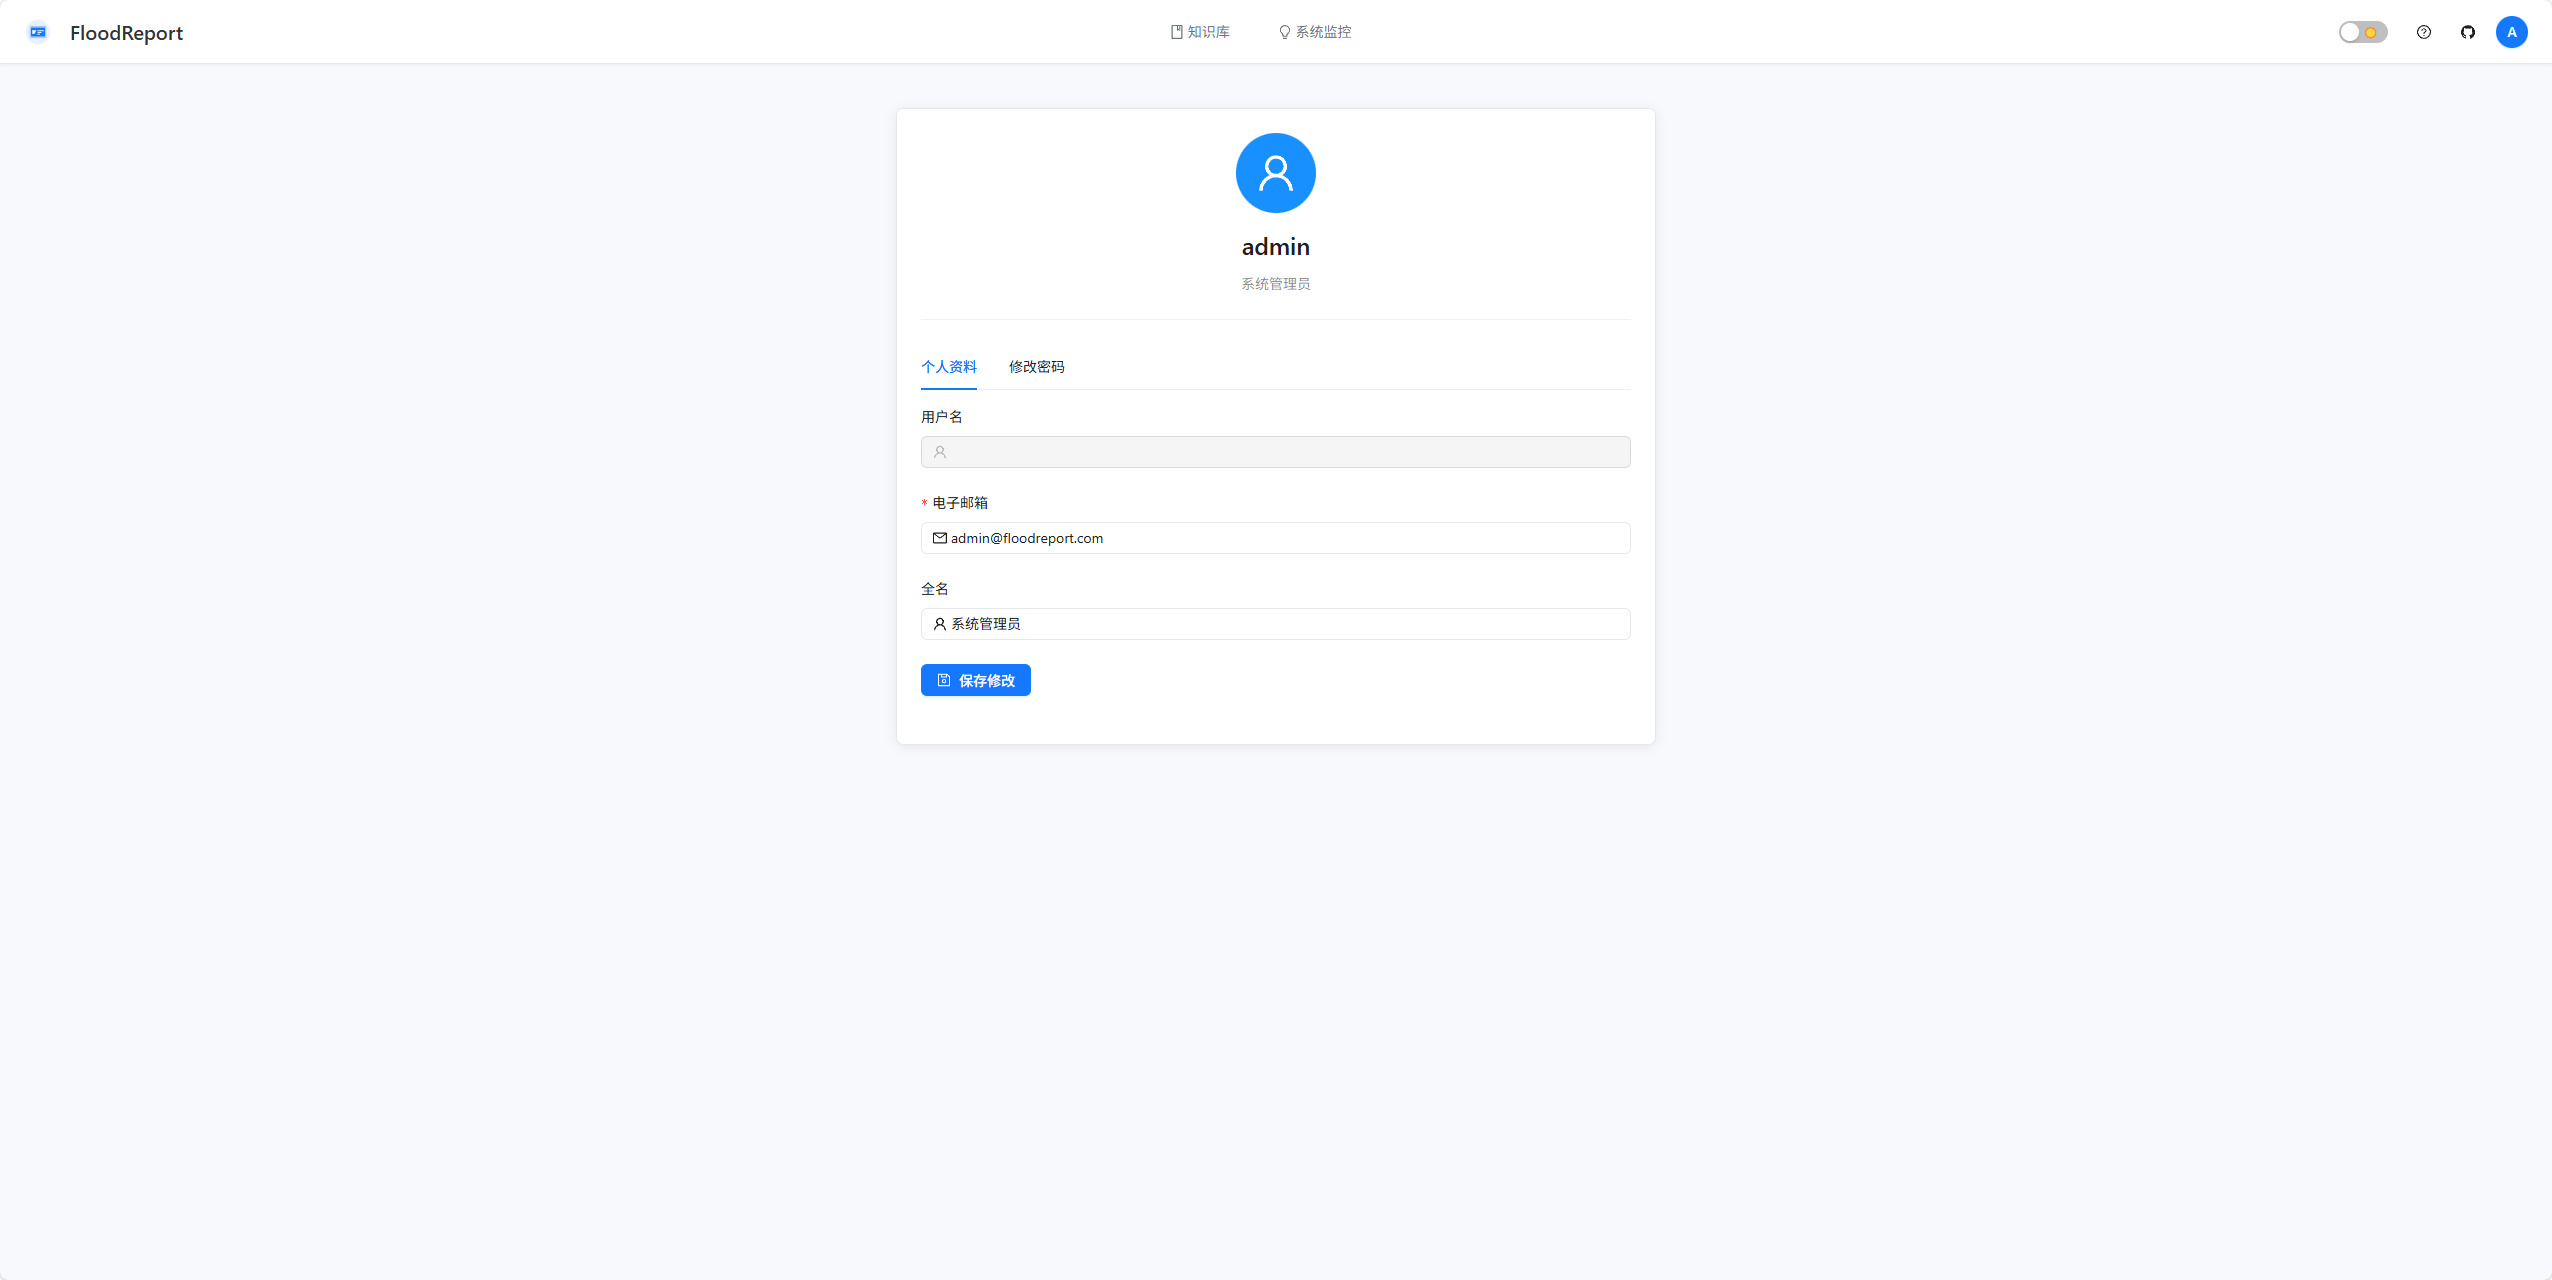 FloodReport
知识库
系统监控
A
admin
系统管理员
个人资料
修改密码
用户名
* 电子邮箱
admin@floodreport.com
全名
系统管理员
保存修改